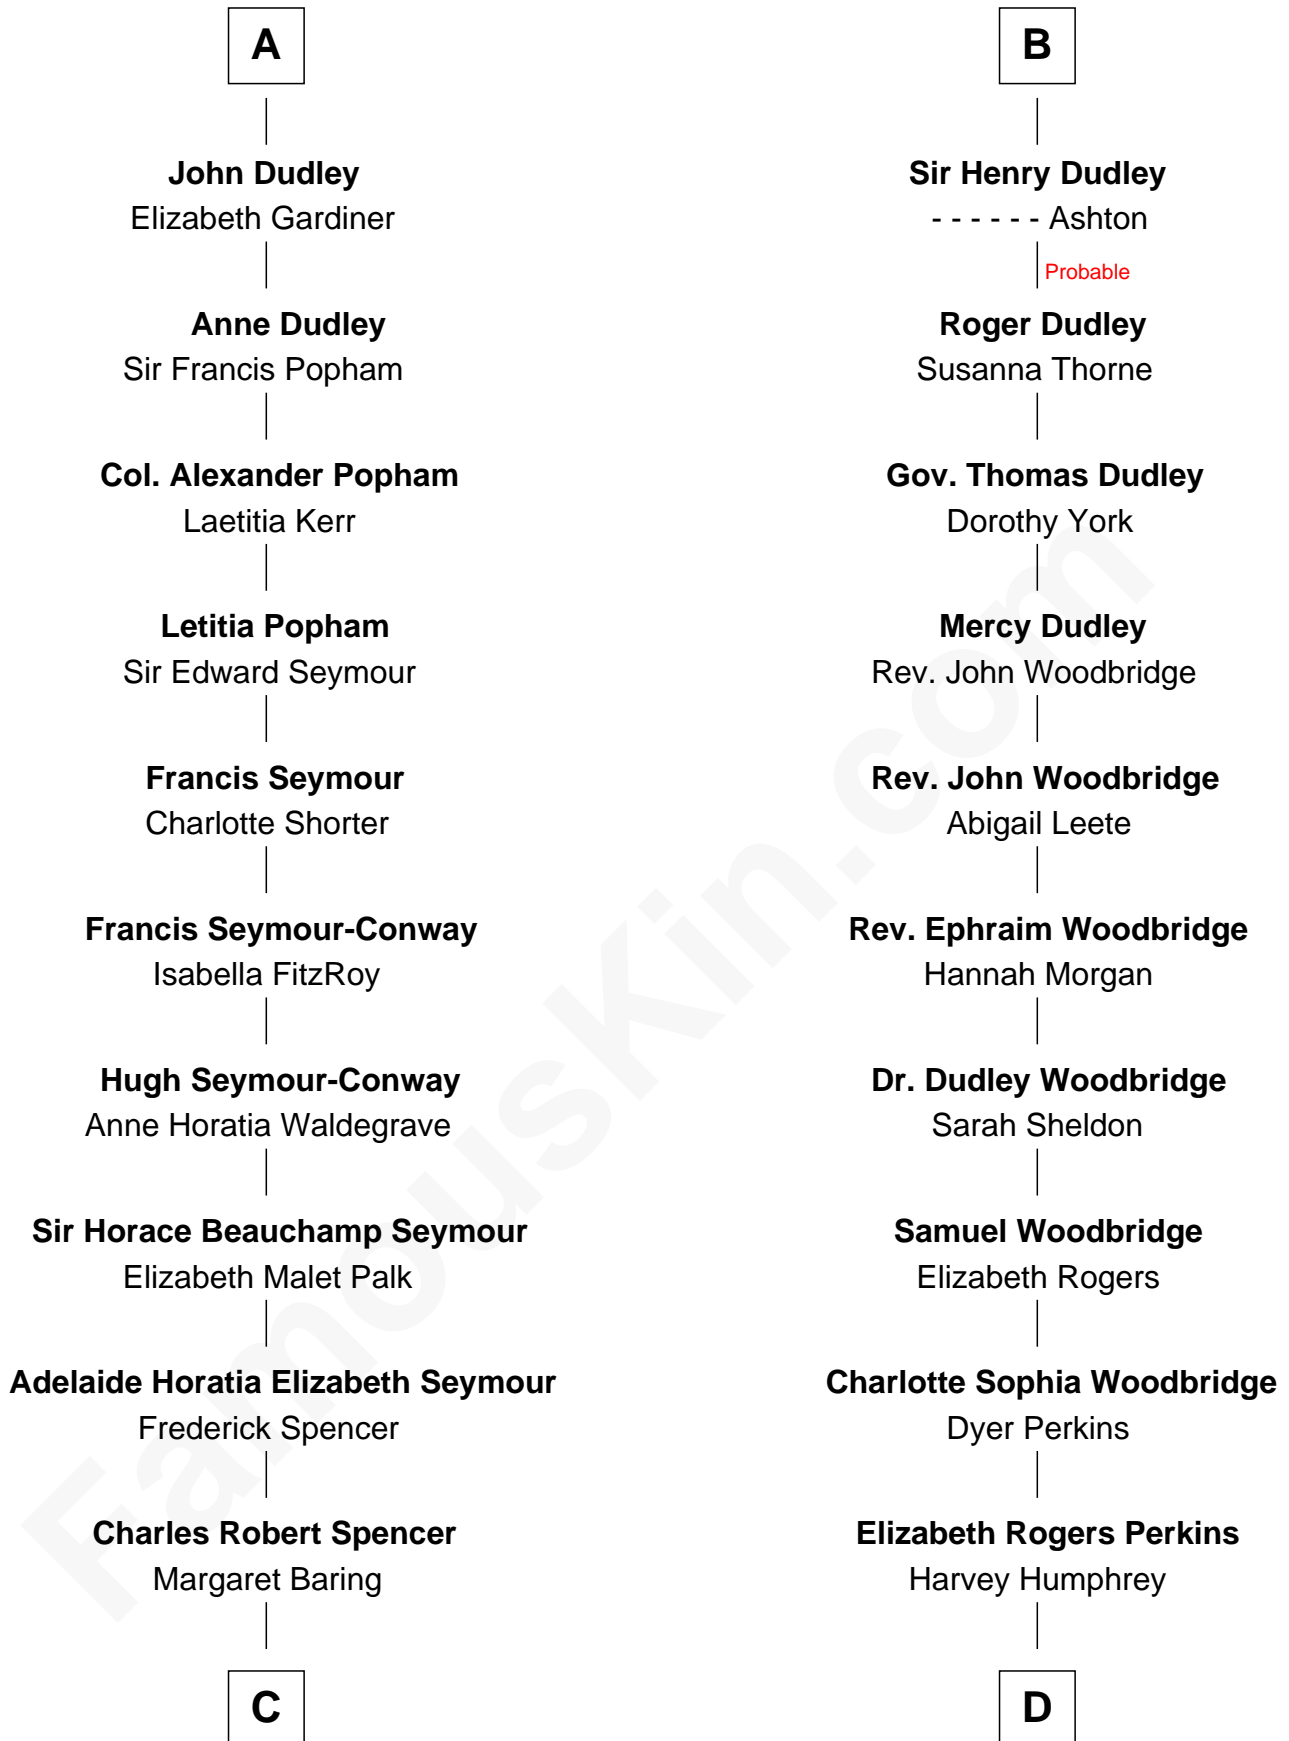 A
John Dudley
Elizabeth Gardiner
Anne Dudley
Sir Francis Popham
Col. Alexander Popham
Laetitia Kerr
Letitia Popham
Sir Edward Seymour
Francis Seymour
Charlotte Shorter
Francis Seymour-Conway
Isabella FitzRoy
Hugh Seymour-Conway
Anne Horatia Waldegrave
Sir Horace Beauchamp Seymour
Elizabeth Malet Palk
Adelaide Horatia Elizabeth Seymour
Frederick Spencer
Charles Robert Spencer
Margaret Baring
C
B
Sir Henry Dudley
- - - - - - Ashton
Probable
Roger Dudley
Susanna Thorne
Gov. Thomas Dudley
Dorothy York
Mercy Dudley
Rev. John Woodbridge
Rev. John Woodbridge
Abigail Leete
Rev. Ephraim Woodbridge
Hannah Morgan
Dr. Dudley Woodbridge
Sarah Sheldon
Samuel Woodbridge
Elizabeth Rogers
Charlotte Sophia Woodbridge
Dyer Perkins
Elizabeth Rogers Perkins
Harvey Humphrey
D
FamousKin.com